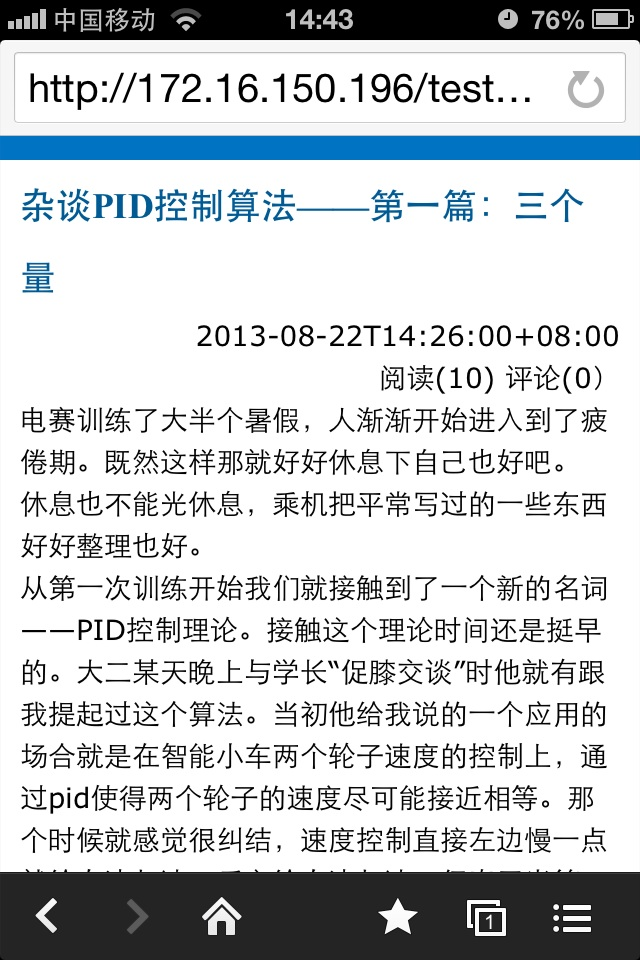 中国移动 14:43 76%
http://172.16.150.196/test...
杂谈PID控制算法——第一篇：三个
量
2013-08-22T14:26:00+08:00
阅读(10) 评论(0）
电赛训练了大半个暑假，人渐渐开始进入到了疲
倦期。既然这样那就好好休息下自己也好吧。
休息也不能光休息，乘机把平常写过的一些东西
好好整理也好。
从第一次训练开始我们就接触到了一个新的名词
——PID控制理论。接触这个理论时间还是挺早
的。大二某天晚上与学长“促膝交谈”时他就有跟
我提起过这个算法。当初他给我说的一个应用的
场合就是在智能小车两个轮子速度的控制上，通
过pid使得两个轮子的速度尽可能接近相等。那
个时候就感觉很纠结，速度控制直接左边慢一点
1